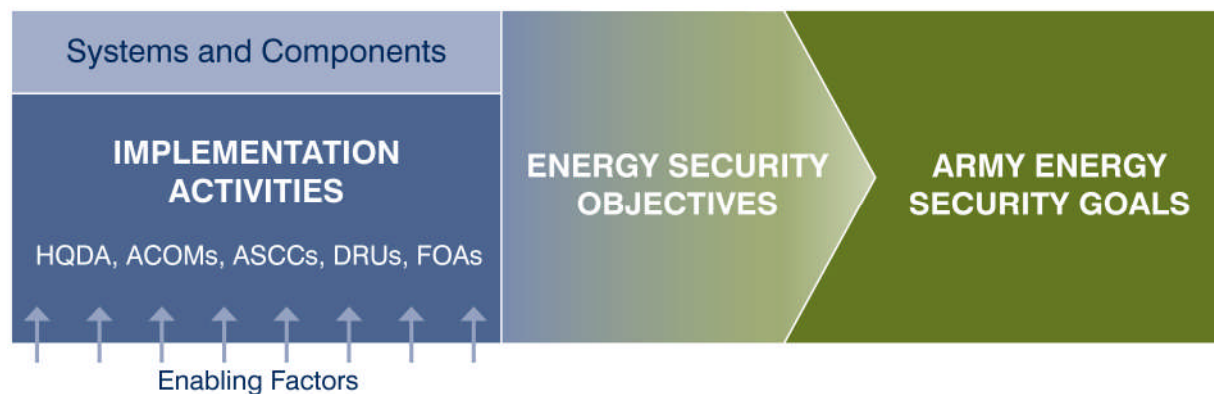 Systems and Components
IMPLEMENTATION
ACTIVITIES
HQDA, ACOMs, ASCCs, DRUs, FOAs
Enabling Factors
ENERGY SECURITY
OBJECTIVES
ARMY ENERGY
SECURITY GOALS